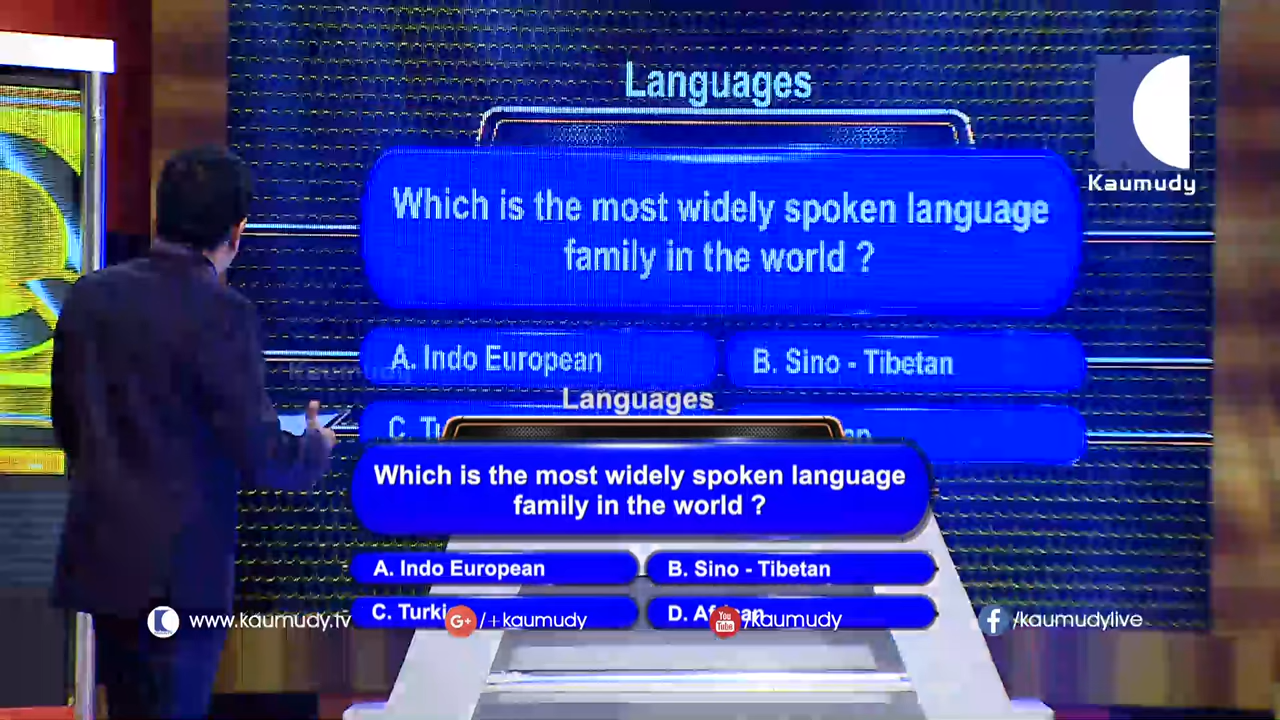 Languages
Kaumudy
Which is the most widely spoken language
family in the world ?
A. Indo European
B. Sino - Tibetan
Languages
Which is the most widely spoken language
family in the world ?
A. Indo European
B. Sino - Tibetan
C.
D.
www.kaumudy.tv
/+kaumudy
You Tube /kaumudy
/kaumudylive